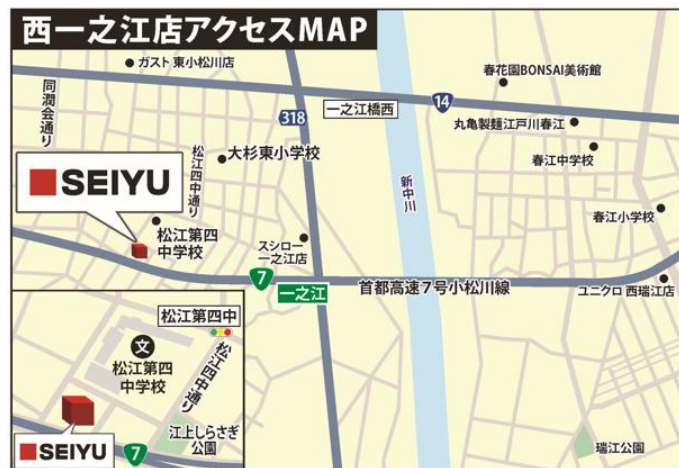 西一之江店アクセスMAP
ガスト 東小松川店
春花園BONSAI美術館
同潤会通り
318
一之江橋西
14
丸亀製麺江戸川春江
大杉東小学校
春江中学校
松江四中通り
SEIYU
新中川
春江小学校
松江第四
中学校
スシロー
一之江店
7
一之江
首都高速7号小松川線
ユニクロ 西瑞江店
松江第四中
文
松江第四
中学校
松江四中通り
江上しらさぎ
公園
SEIYU
7
瑞江公園